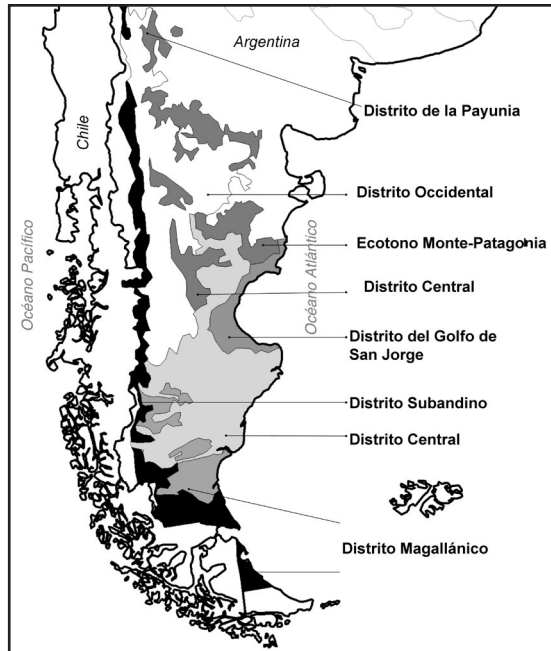 Argentina
Distrito de la Payunia
Chile
Distrito Occidental
Océano Pacífico
Océano Atlántico
Ecotono Monte-Patagonia
Distrito Central
Distrito del Golfo de
San Jorge
Distrito Subandino
Distrito Central
Distrito Magallánico